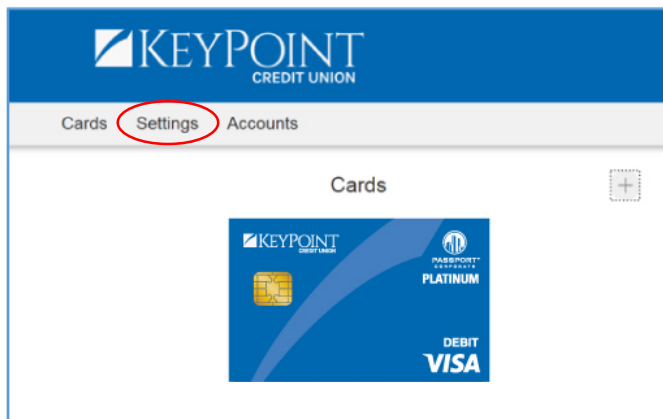 KEYPOINT
CREDIT UNION
Cards Settings Accounts
Cards +
KEYPOINT
CREDIT UNION
PASSPORT
CORPORATE
PLATINUM
DEBIT
VISA